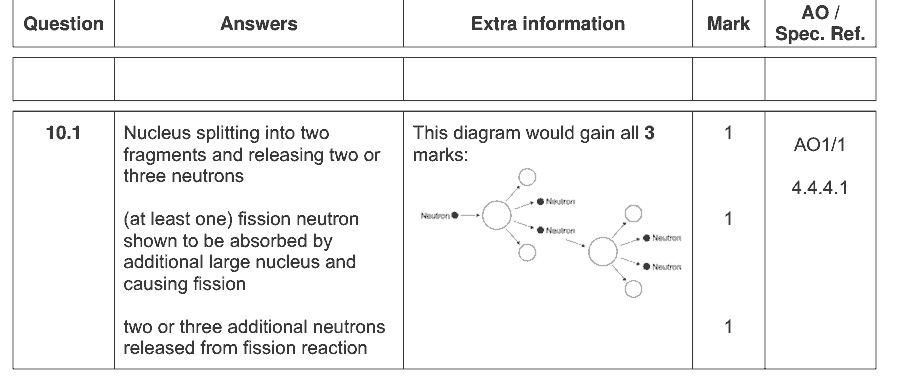 Question Answers Extra information Mark AO /
Spec. Ref.
10.1 Nucleus splitting into two
fragments and releasing two or
three neutrons
This diagram would gain all 3
marks:
Neutron
Neutron
Neutron
Neutron
Neutron
1
AO1/1
4.4.4.1
(at least one) fission neutron
shown to be absorbed by
additional large nucleus and
causing fission
1
two or three additional neutrons
released from fission reaction
1